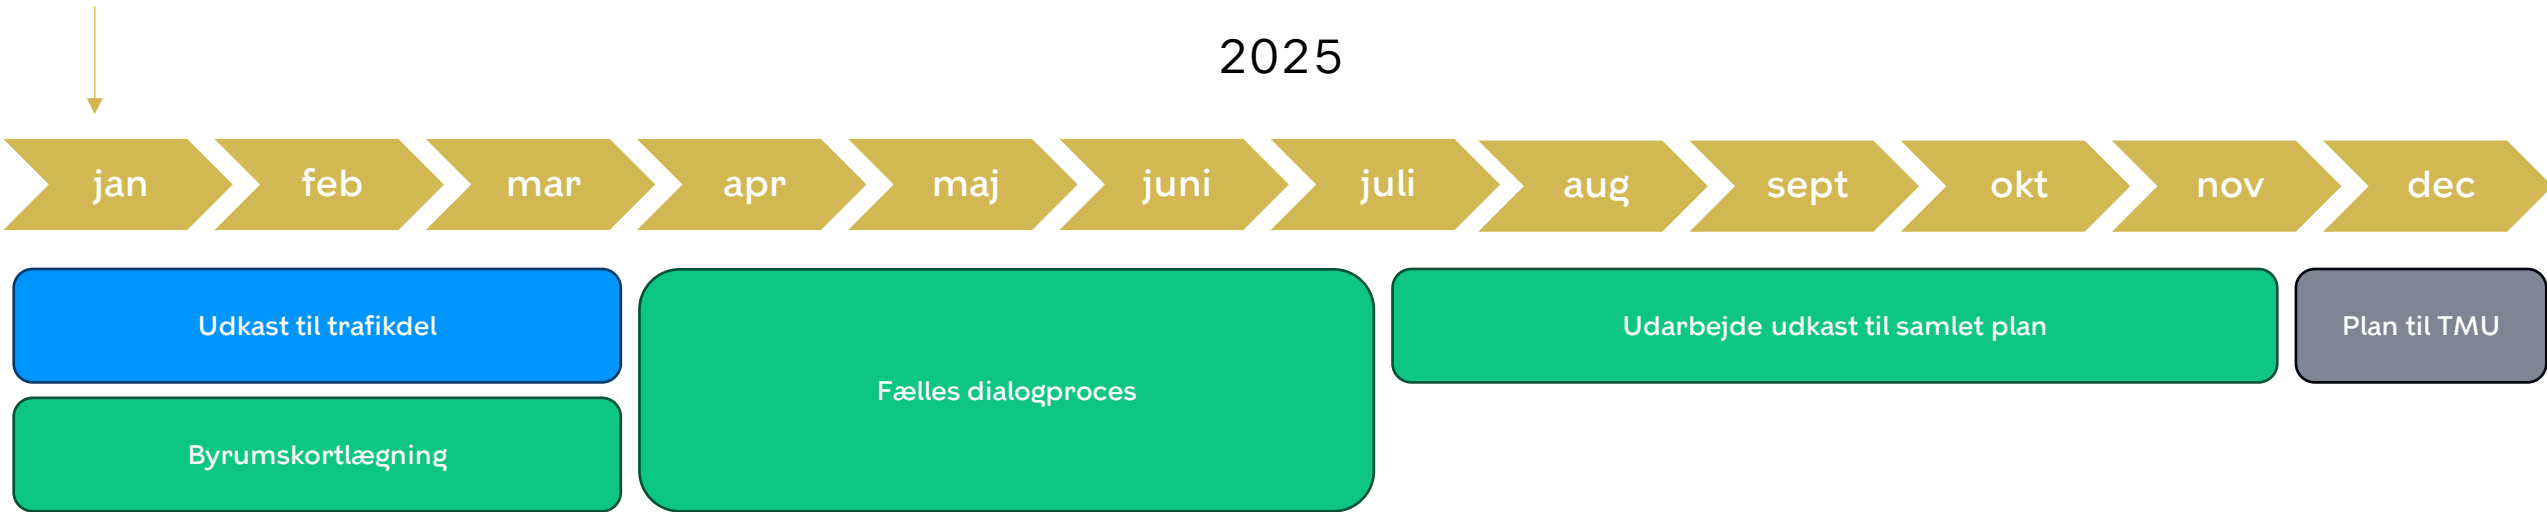 2025
jan
feb
mar
apr
maj
juni
juli
aug
sept
okt
nov
dec
Udkast til trafikdel
Byrumskortlægning
Fælles dialogproces
Udarbejde udkast til samlet plan
Plan til TMU